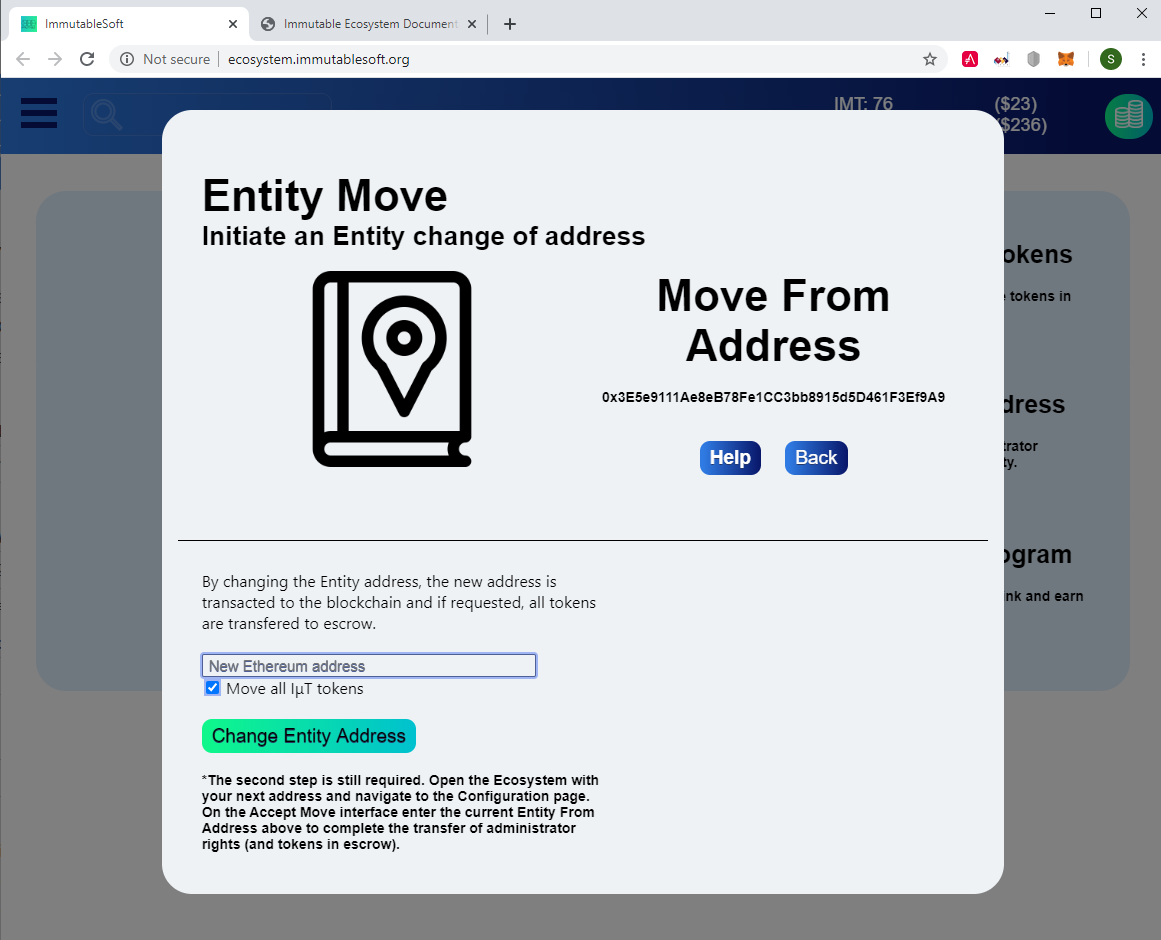 ImmutableSoft
Immutable Ecosystem Document
Not secure
ecosystem.immutablesoft.org
S
IMT: 76
($23)
($236)
Entity Move
Initiate an Entity change of address
Move From
Address
0x3E5e9111Ae8eB78Fe1CC3bb8915d5D461F3Ef9A9
Help
Back
okens
tokens in
dress
trator
ty.
ogram
nk and earn
By changing the Entity address, the new address is
transacted to the blockchain and if requested, all tokens
are transfered to escrow.
New Ethereum address
Move all IµT tokens
Change Entity Address
*The second step is still required. Open the Ecosystem with
your next address and navigate to the Configuration page.
On the Accept Move interface enter the current Entity From
Address above to complete the transfer of administrator
rights (and tokens in escrow).